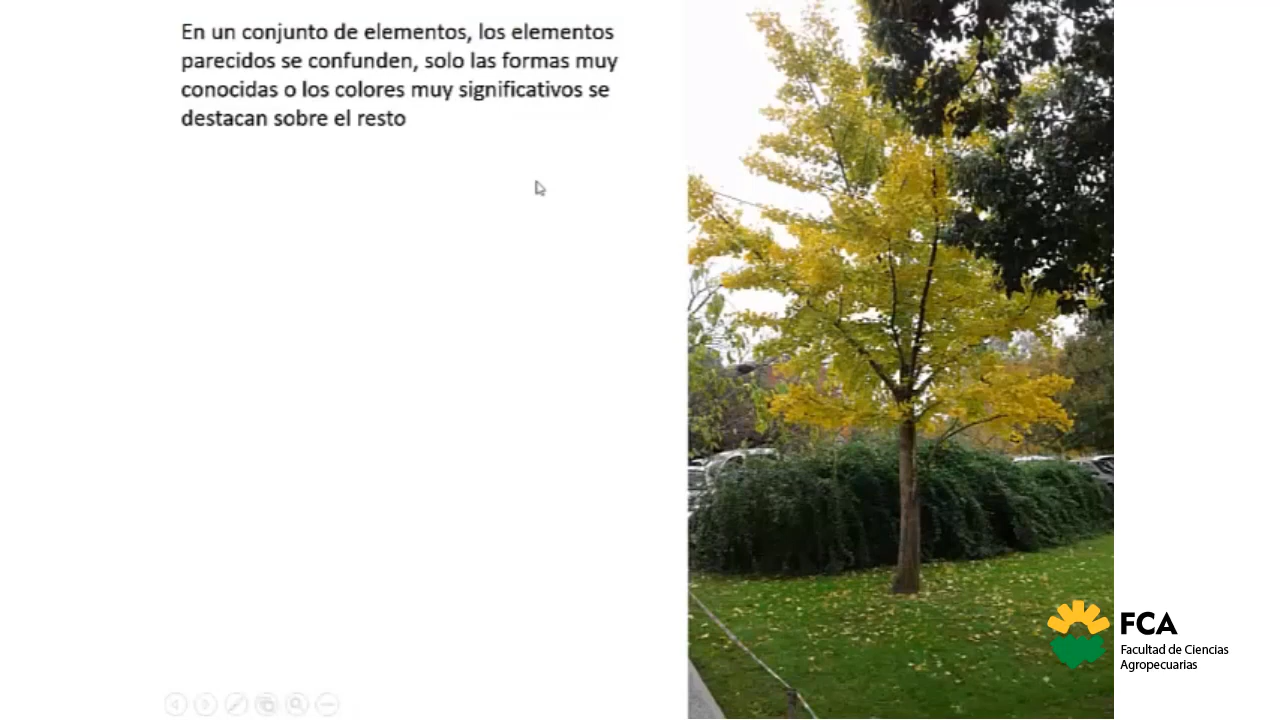 En un conjunto de elementos, los elementos
parecidos se confunden, solo las formas muy
conocidas o los colores muy significativos se
destacan sobre el resto
FCA
Facultad de Ciencias
Agropecuarias